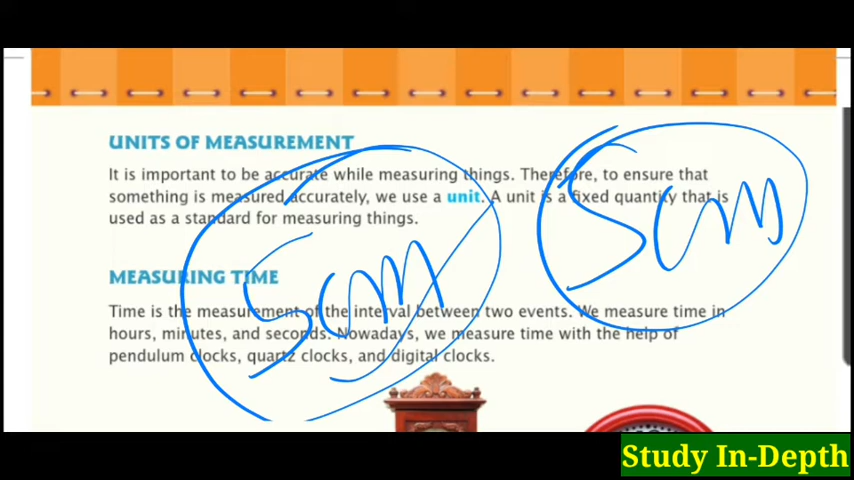 UNITS OF MEASUREMENT
It is important to be accurate while measuring things. Therefore, to ensure that
something is measured accurately, we use a unit. A unit is a fixed quantity that is
used as a standard for measuring things.
5cm
5cm
MEASURING TIME
Time is the measurement of the interval between two events. We measure time in
hours, minutes, and seconds. Nowadays, we measure time with the help of
pendulum clocks, quartz clocks, and digital clocks.
Study In-Depth